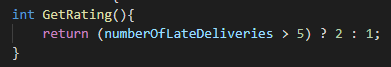 int GetRating(){
    return (numberOfLateDeliveries > 5) ? 2 : 1;
}